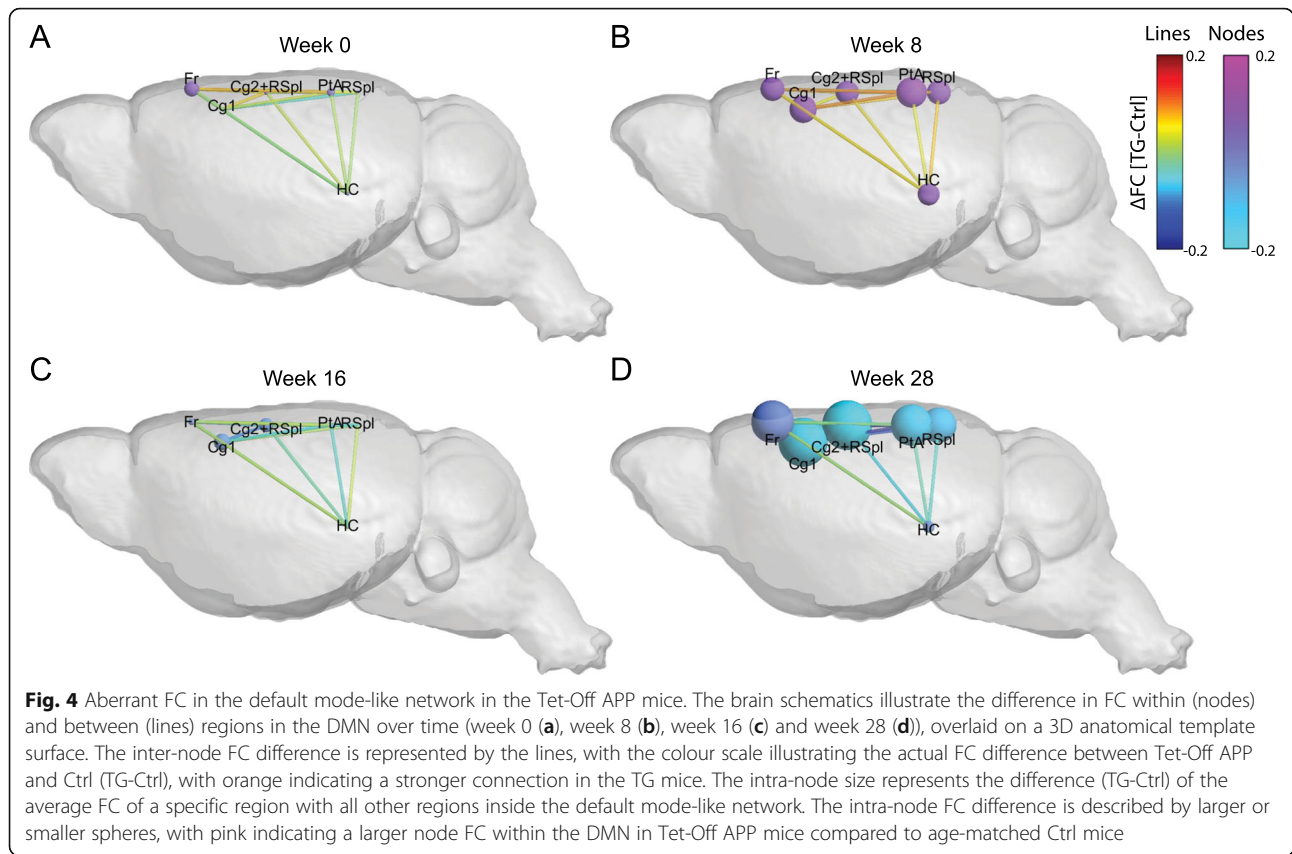 A
Week 0
Fr
Cg2+RSpl
PtA
RSpl
Cg1
HC
B
Week 8
Fr
Cg2+RSpl
PtA
RSpl
Cg1
HC
Lines Nodes
0.2 0.2
ΔFC [TG-Ctrl]
-0.2 -0.2
C
Week 16
Fr
Cg2+RSpl
PtA
RSpl
Cg1
HC
D
Week 28
Fr
Cg2+RSpl
PtA
RSpl
Cg1
HC
Fig. 4 Aberrant FC in the default mode-like network in the Tet-Off APP mice. The brain schematics illustrate the difference in FC within (nodes)
and between (lines) regions in the DMN over time (week 0 (a), week 8 (b), week 16 (c) and week 28 (d)), overlaid on a 3D anatomical template
surface. The inter-node FC difference is represented by the lines, with the colour scale illustrating the actual FC difference between Tet-Off APP
and Ctrl (TG-Ctrl), with orange indicating a stronger connection in the TG mice. The intra-node size represents the difference (TG-Ctrl) of the
average FC of a specific region with all other regions inside the default mode-like network. The intra-node FC difference is described by larger or
smaller spheres, with pink indicating a larger node FC within the DMN in Tet-Off APP mice compared to age-matched Ctrl mice